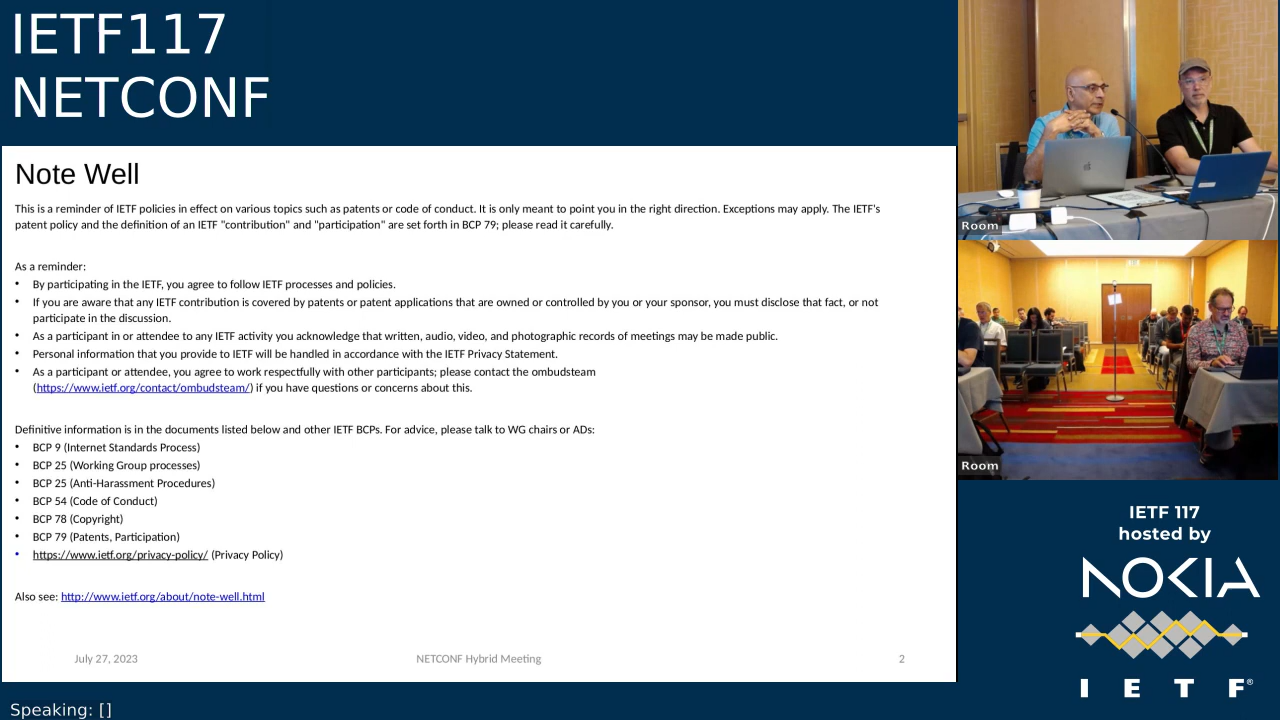 IETF117
NETCONF
Note Well
This is a reminder of IETF policies in effect on various topics such as patents or code of conduct. It is only meant to point you in the right direction. Exceptions may apply. The IETF's
patent policy and the definition of an IETF "contribution" and "participation" are set forth in BCP 79; please read it carefully.
As a reminder:
• By participating in the IETF, you agree to follow IETF processes and policies.
• If you are aware that any IETF contribution is covered by patents or patent applications that are owned or controlled by you or your sponsor, you must disclose that fact, or not
participate in the discussion.
• As a participant in or attendee to any IETF activity you acknowledge that written, audio, video, and photographic records of meetings may be made public.
• Personal information that you provide to IETF will be handled in accordance with the IETF Privacy Statement.
• As a participant or attendee, you agree to work respectfully with other participants; please contact the ombudsteam
(https://www.ietf.org/contact/ombudsteam/) if you have questions or concerns about this.
Definitive information is in the documents listed below and other IETF BCPs. For advice, please talk to WG chairs or ADs:
• BCP 9 (Internet Standards Process)
• BCP 25 (Working Group processes)
• BCP 25 (Anti-Harassment Procedures)
• BCP 54 (Code of Conduct)
• BCP 78 (Copyright)
• BCP 79 (Patents, Participation)
• https://www.ietf.org/privacy-policy/ (Privacy Policy)
Also see: http://www.ietf.org/about/note-well.html
July 27, 2023 NETCONF Hybrid Meeting 2
Speaking: []
Room
Room
IETF 117
hosted by
NOKIA
IETF®